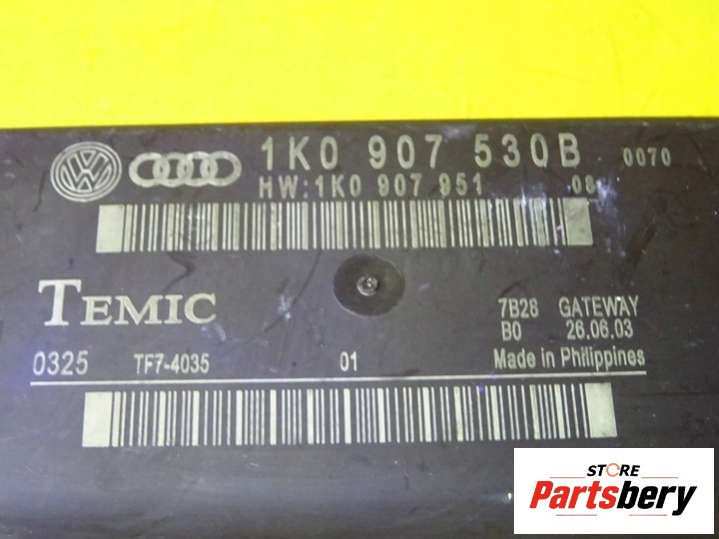 1K0 907 530B 0070
HW:1K0 907 951 08
TEMIC
7B28 GATEWAY
B0 26.06.03
0325 TF7-4035 01 Made in Philippines
STORE
Partsbery